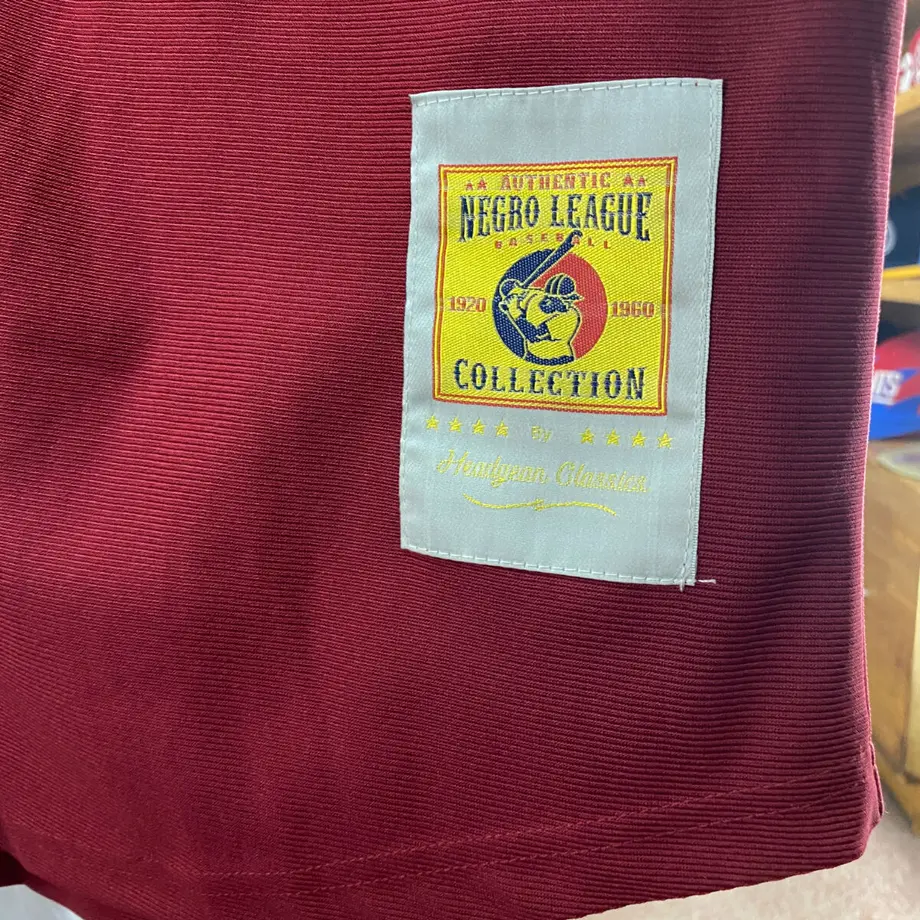 ★★ AUTHENTIC ★★
NEGRO LEAGUE
BASEBALL
1920 1960
COLLECTION
★★★★ BY ★★★★
Headgear Classics